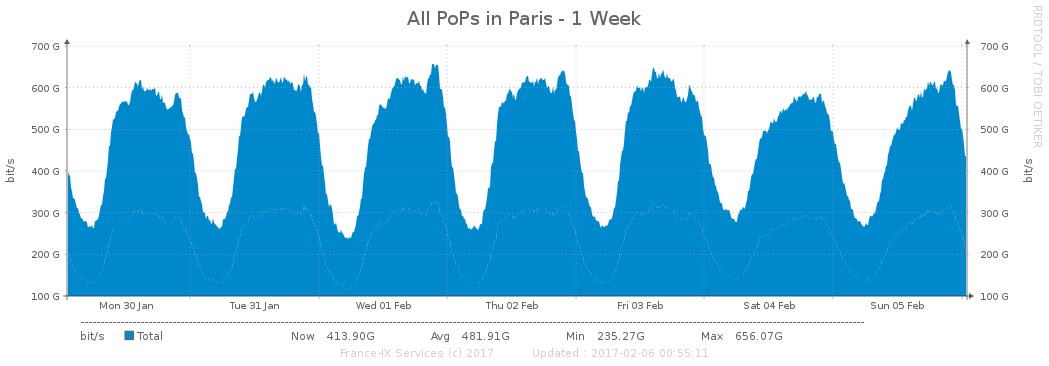 All PoPs in Paris - 1 Week
RRDTOOL / TOBI OETIKER
700 G 700 G
600 G 600 G
500 G 500 G
400 G 400 G
300 G 300 G
200 G 200 G
100 G 100 G
bit/s bit/s
Mon 30 Jan Tue 31 Jan Wed 01 Feb Thu 02 Feb Fri 03 Feb Sat 04 Feb Sun 05 Feb
bit/s Total Now 413.90G Avg 481.91G Min 235.27G Max 656.07G
France-IX Services (c) 2017 Updated : 2017-02-06 00:55:11